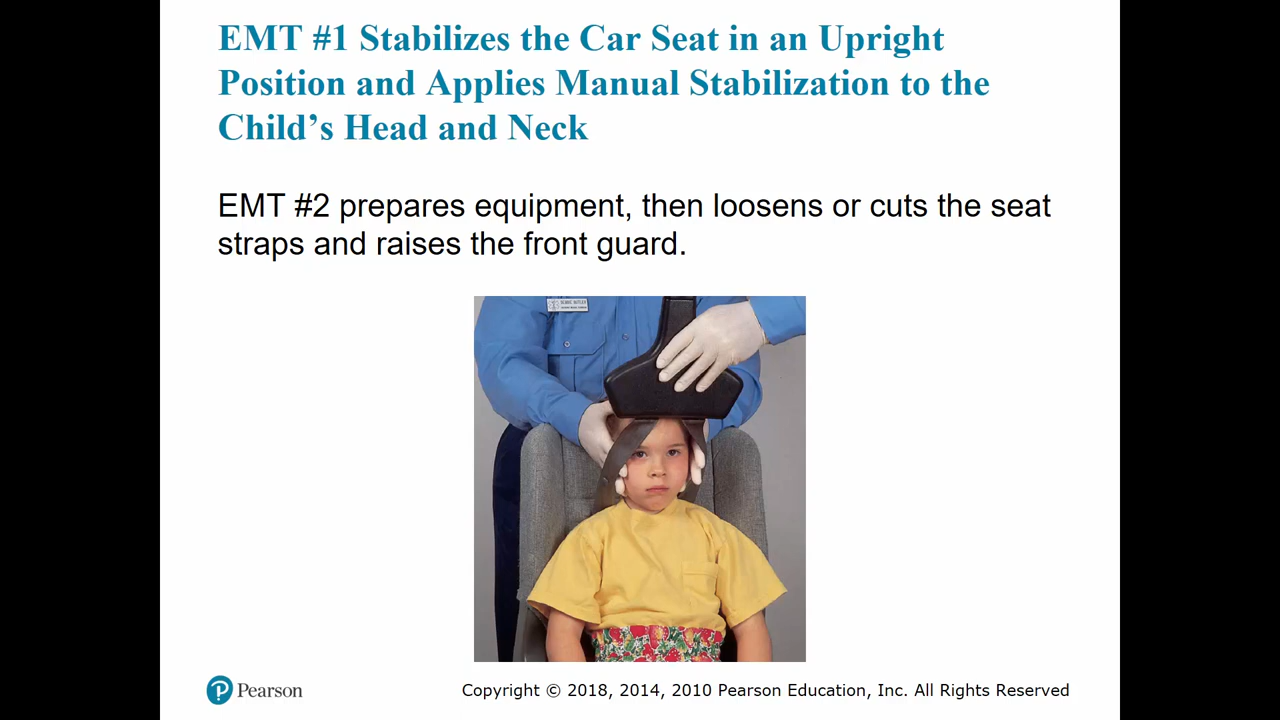 EMT #1 Stabilizes the Car Seat in an Upright
Position and Applies Manual Stabilization to the
Child's Head and Neck
EMT #2 prepares equipment, then loosens or cuts the seat
straps and raises the front guard.
Pearson
Copyright © 2018, 2014, 2010 Pearson Education, Inc. All Rights Reserved